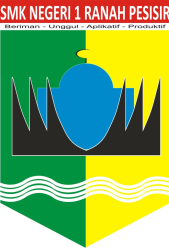 SMK NEGERI 1 RANAH PESISIR
Beriman - Unggul - Aplikatif - Produktif